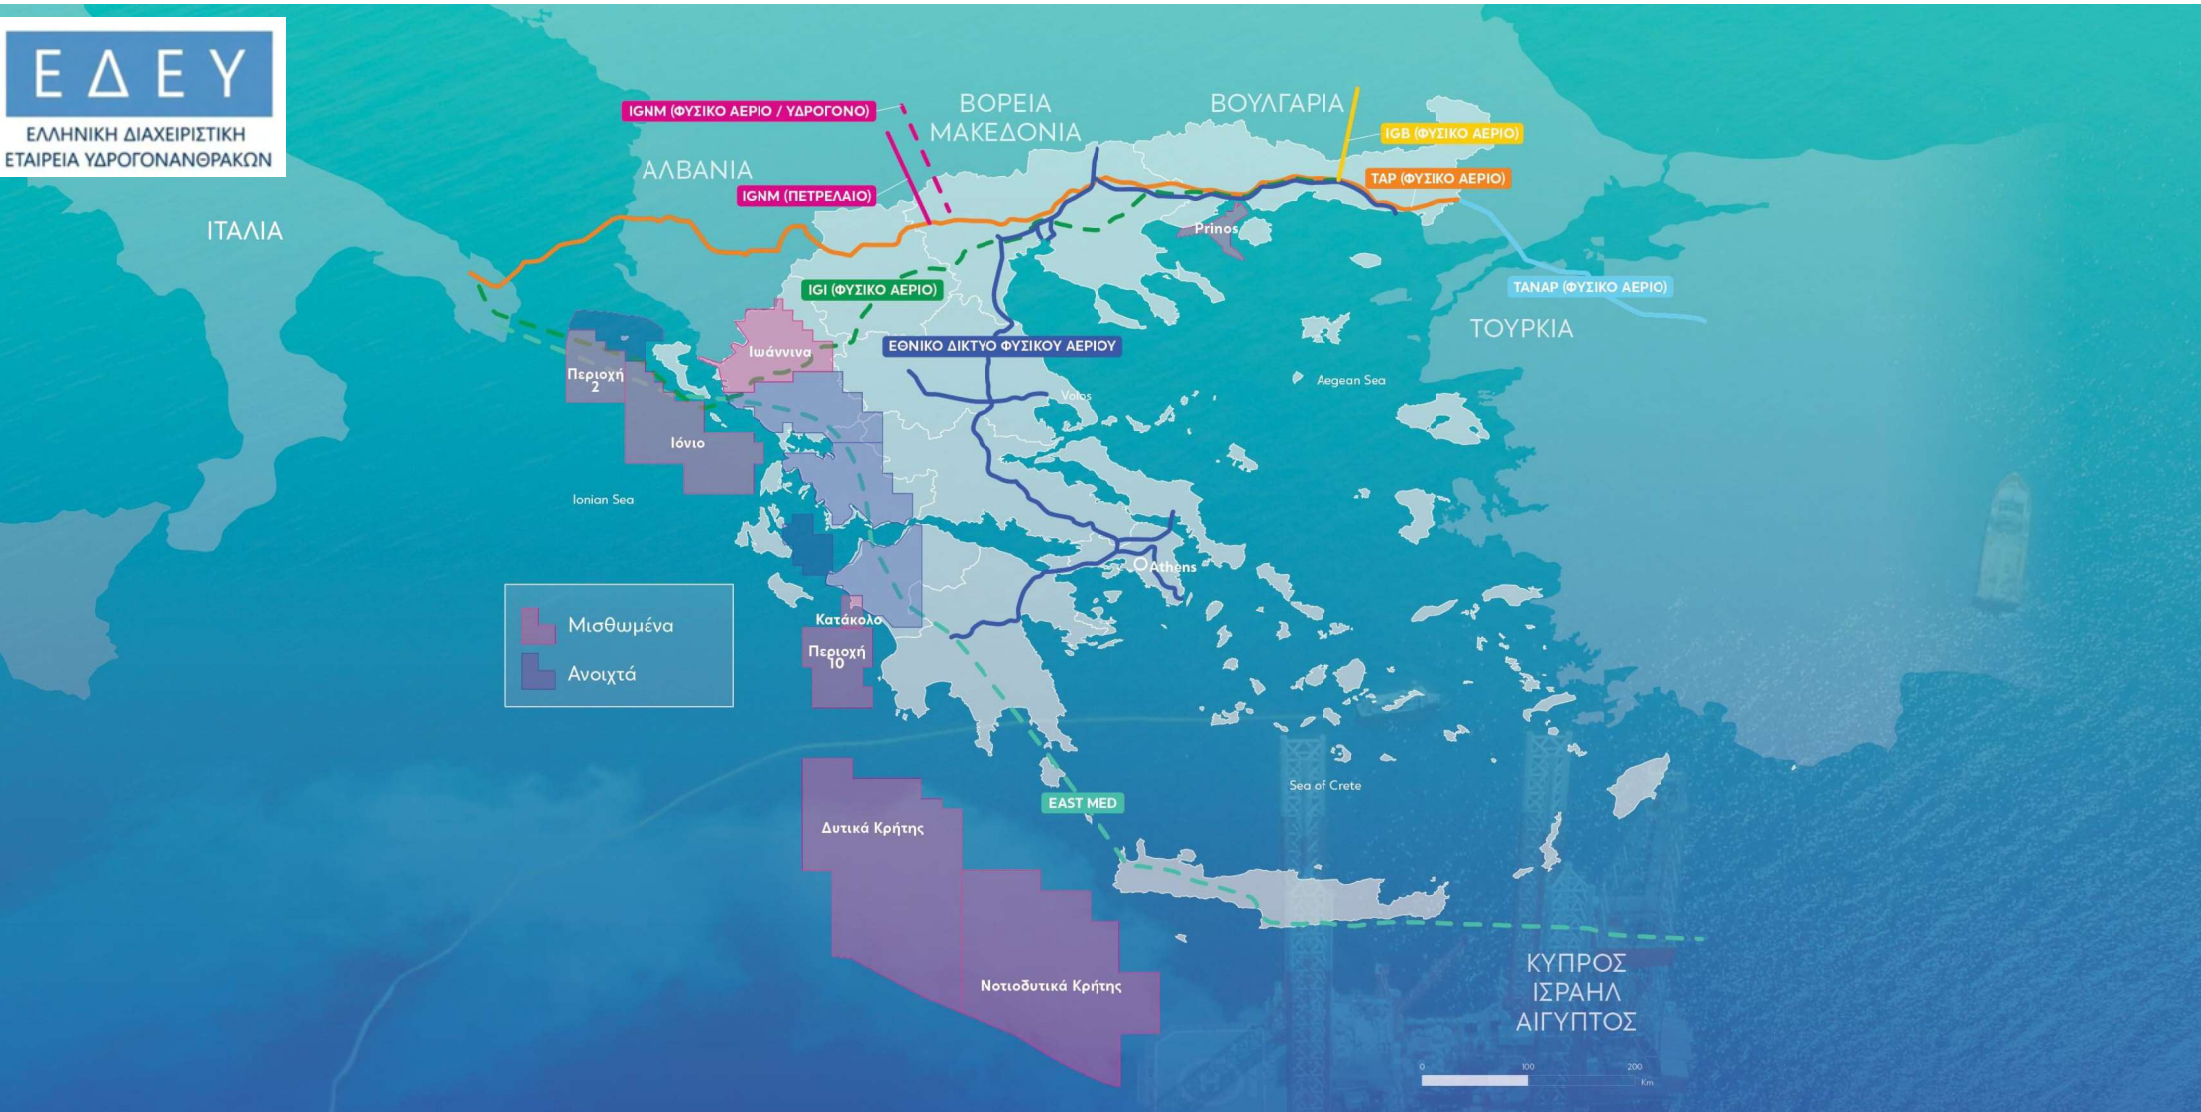 ΕΔΕΥ
ΕΛΛΗΝΙΚΗ ΔΙΑΧΕΙΡΙΣΤΙΚΗ
ΕΤΑΙΡΕΙΑ ΥΔΡΟΓΟΝΑΝΘΡΑΚΩΝ
IGNM (ΦΥΣΙΚΟ ΑΕΡΙΟ / ΥΔΡΟΓΟΝΟ)
ΒΟΡΕΙΑ
ΜΑΚΕΔΟΝΙΑ
ΒΟΥΛΓΑΡΙΑ
IGB (ΦΥΣΙΚΟ ΑΕΡΙΟ)
ΑΛΒΑΝΙΑ
IGNM (ΠΕΤΡΕΛΑΙΟ)
TAP (ΦΥΣΙΚΟ ΑΕΡΙΟ)
ΙΤΑΛΙΑ
Prinos
IGI (ΦΥΣΙΚΟ ΑΕΡΙΟ)
TANAP (ΦΥΣΙΚΟ ΑΕΡΙΟ)
ΤΟΥΡΚΙΑ
Ιωάννινα
ΕΘΝΙΚΟ ΔΙΚΤΥΟ ΦΥΣΙΚΟΥ ΑΕΡΙΟΥ
Περιοχή
2
Aegean Sea
Volos
Ιόνιο
Ionian Sea
Athens
Μισθωμένα
Ανοιχτά
Κατάκολο
Περιοχή
10
Sea of Crete
EAST MED
Δυτικά Κρήτης
Νοτιοδυτικά Κρήτης
ΚΥΠΡΟΣ
ΙΣΡΑΗΛ
ΑΙΓΥΠΤΟΣ
0 100 200
Km